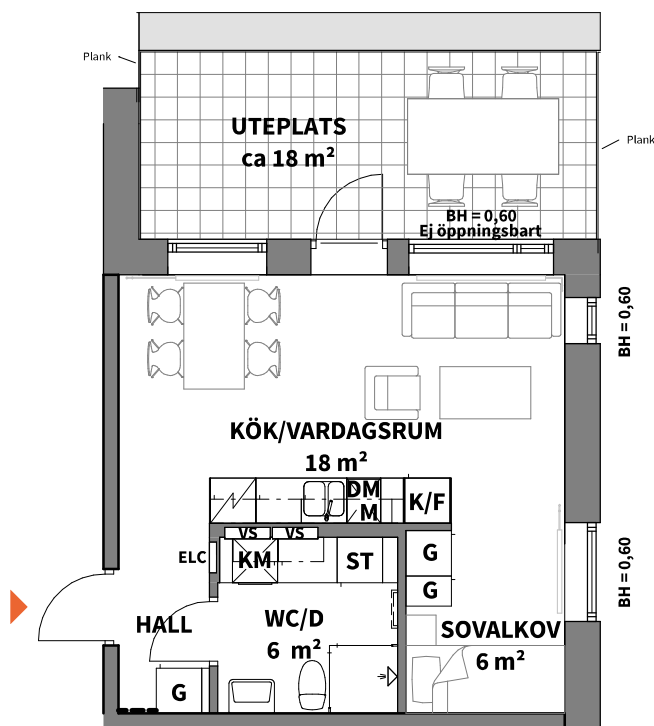 Plank
UTEPLATS
ca 18 m²
Plank
BH = 0,60
Ej öppningsbart
BH = 0,60
KÖK/VARDAGSRUM
18 m²
DM
M
K/F
VS
VS
ELC
KM
ST
G
G
BH = 0,60
HALL
WC/D
6 m²
SOVALKOV
6 m²
G